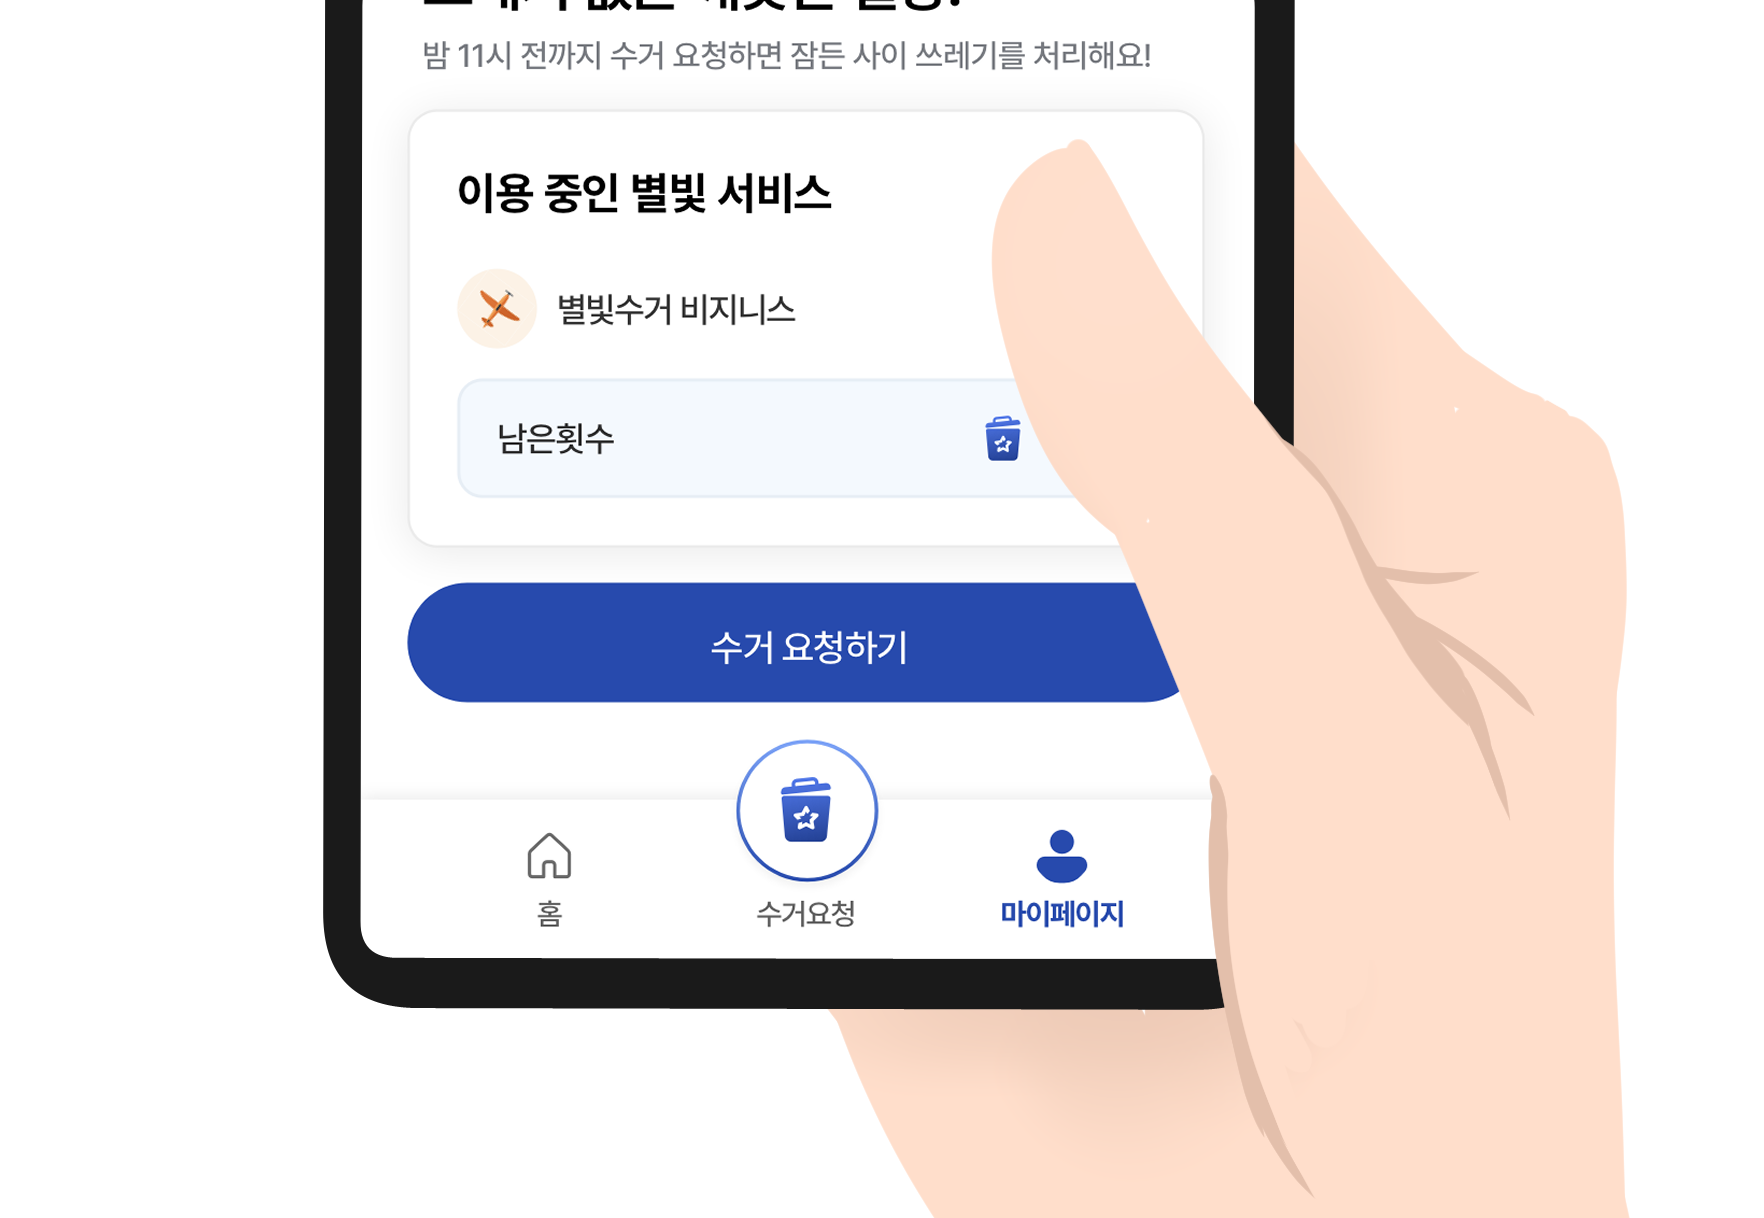 밤 11시 전까지 수거 요청하면 잠든 사이 쓰레기를 처리해요!
이용 중인 별빛 서비스
별빛수거 비지니스
남은횟수
수거 요청하기
홈
수거요청
마이페이지